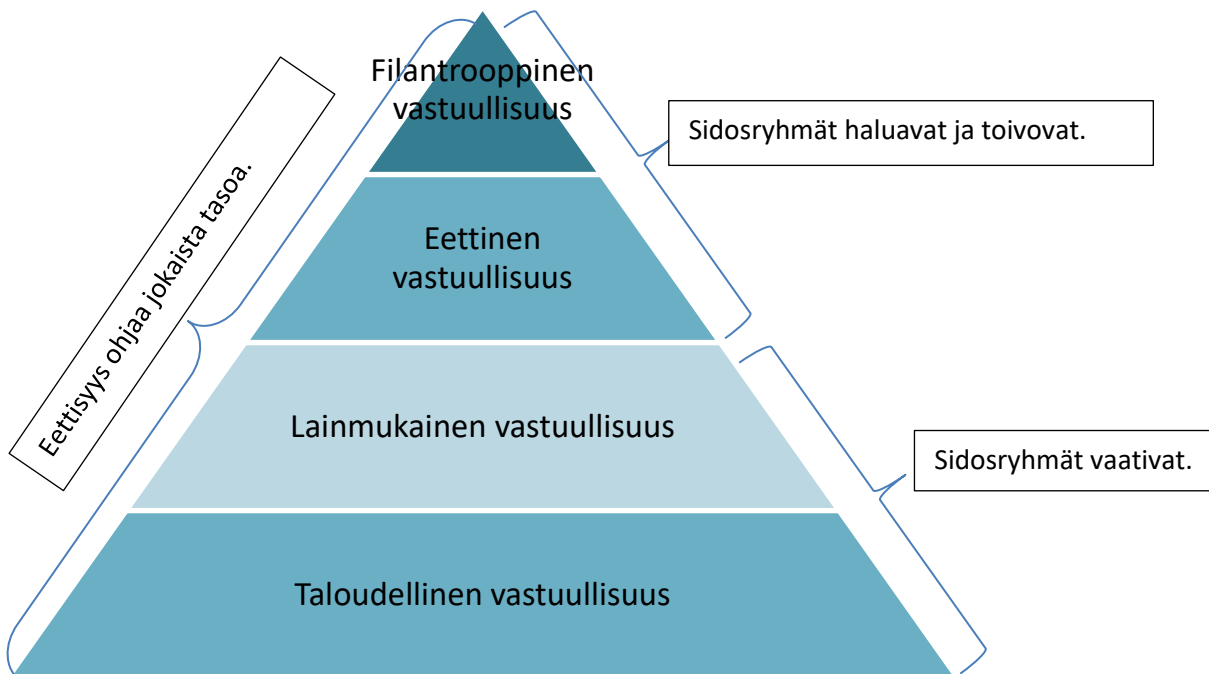 Filantrooppinen
vastuullisuus
Sidosryhmät haluavat ja toivovat.
Eettisyys ohjaa jokaista tasoa.
Eettinen
vastuullisuus
Lainmukainen vastuullisuus
Sidosryhmät vaativat.
Taloudellinen vastuullisuus